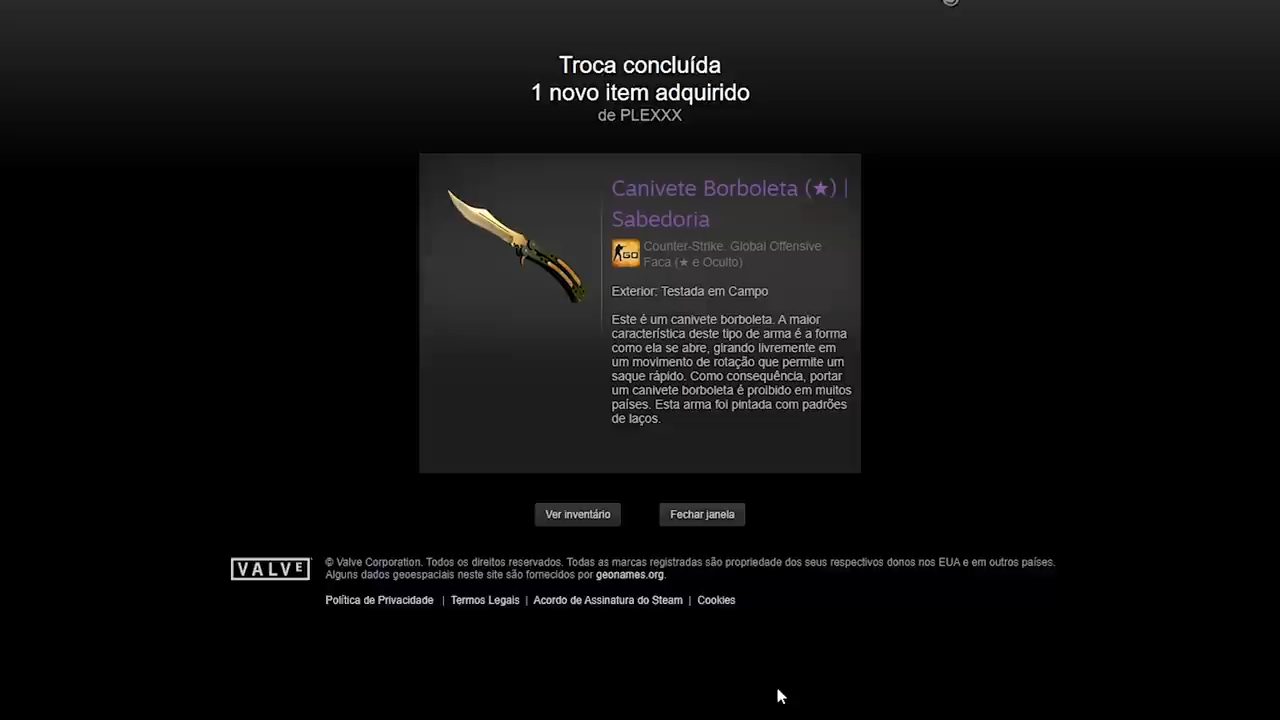 Troca concluída
1 novo item adquirido
de PLEXXX
Canivete Borboleta (★) |
Sabedoria
GO
Counter-Strike: Global Offensive
Faca (★ e Oculto)
Exterior: Testada em Campo
Este é um canivete borboleta. A maior
característica deste tipo de arma é a forma
como ela se abre, girando livremente em
um movimento de rotação que permite um
saque rápido. Como consequência, portar
um canivete borboleta é proibido em muitos
países. Esta arma foi pintada com padrões
de laços.
Ver inventário
Fechar janela
VALVE
© Valve Corporation. Todos os direitos reservados. Todas as marcas registradas são propriedade dos seus respectivos donos nos EUA e em outros países.
Alguns dados geoespaciais neste site são fornecidos por geonames.org.
Política de Privacidade | Termos Legais | Acordo de Assinatura do Steam | Cookies